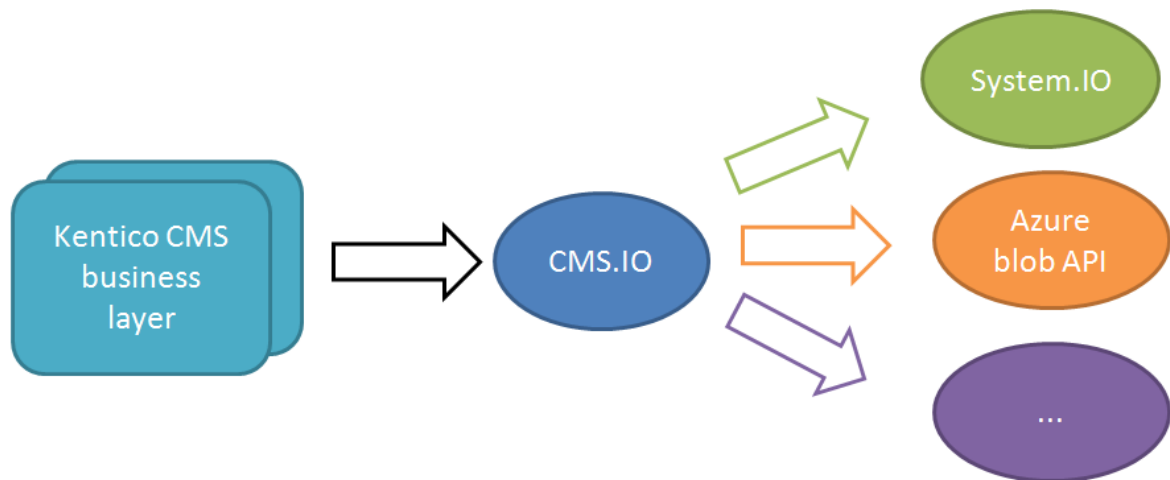 Kentico CMS
business
layer
CMS.IO
System.IO
Azure
blob API
...